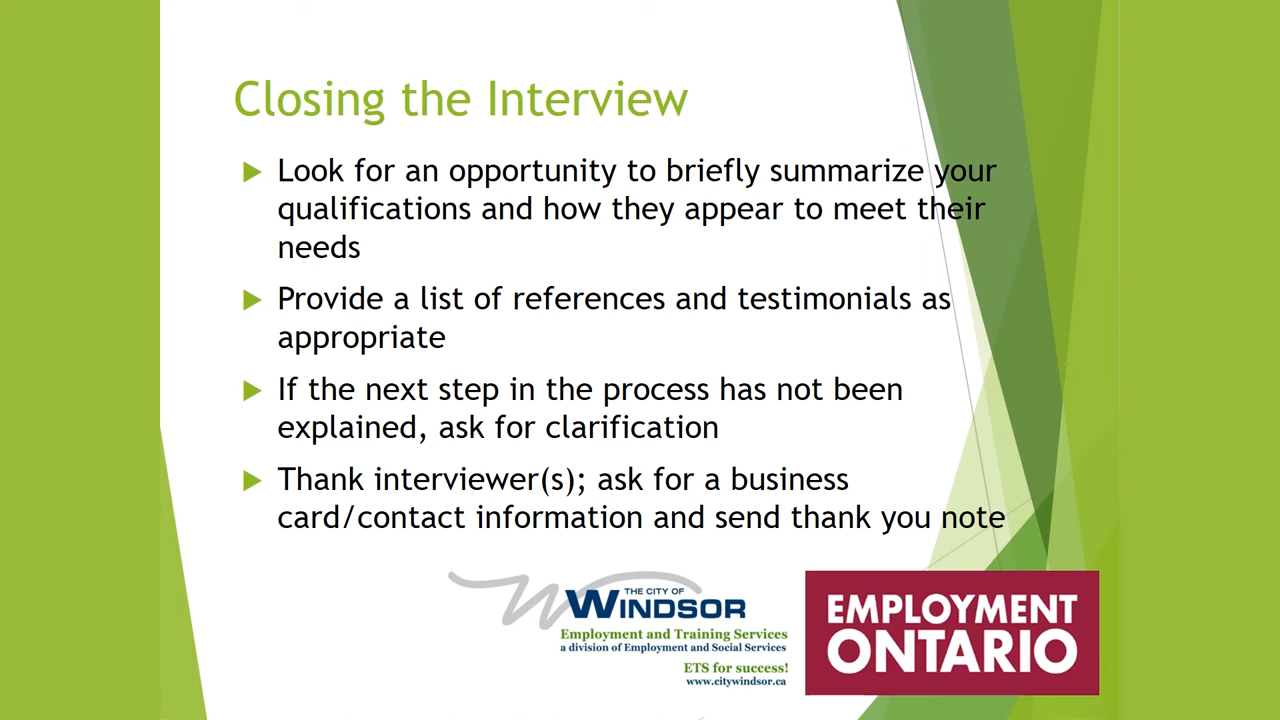 Closing the Interview
Look for an opportunity to briefly summarize your
qualifications and how they appear to meet their
needs
Provide a list of references and testimonials as
appropriate
If the next step in the process has not been
explained, ask for clarification
Thank interviewer(s); ask for a business
card/contact information and send thank you note
THE CITY OF
WINDSOR
Employment and Training Services
a division of Employment and Social Services
ETS for success!
www.citywindsor.ca
EMPLOYMENT
ONTARIO